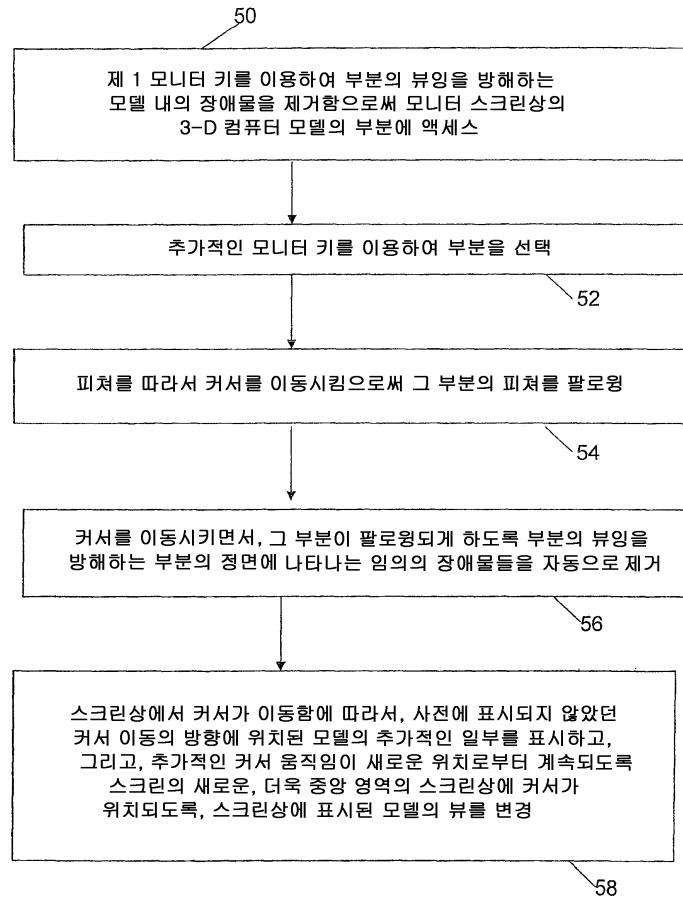 50
제 1 모니터 키를 이용하여 부분의 뷰잉을 방해하는
모델 내의 장애물을 제거함으로써 모니터 스크린상의
3-D 컴퓨터 모델의 부분에 액세스
추가적인 모니터 키를 이용하여 부분을 선택
52
피쳐를 따라서 커서를 이동시킴으로써 그 부분의 피쳐를 팔로윙
54
커서를 이동시키면서, 그 부분이 팔로윙되게 하도록 부분의 뷰잉을
방해하는 부분의 정면에 나타나는 임의의 장애물들을 자동으로 제거
56
스크린상에서 커서가 이동함에 따라서, 사전에 표시되지 않았던
커서 이동의 방향에 위치된 모델의 추가적인 일부를 표시하고,
그리고, 추가적인 커서 움직임이 새로운 위치로부터 계속되도록
스크린의 새로운, 더욱 중앙 영역의 스크린상에 커서가
위치되도록, 스크린상에 표시된 모델의 뷰를 변경
58